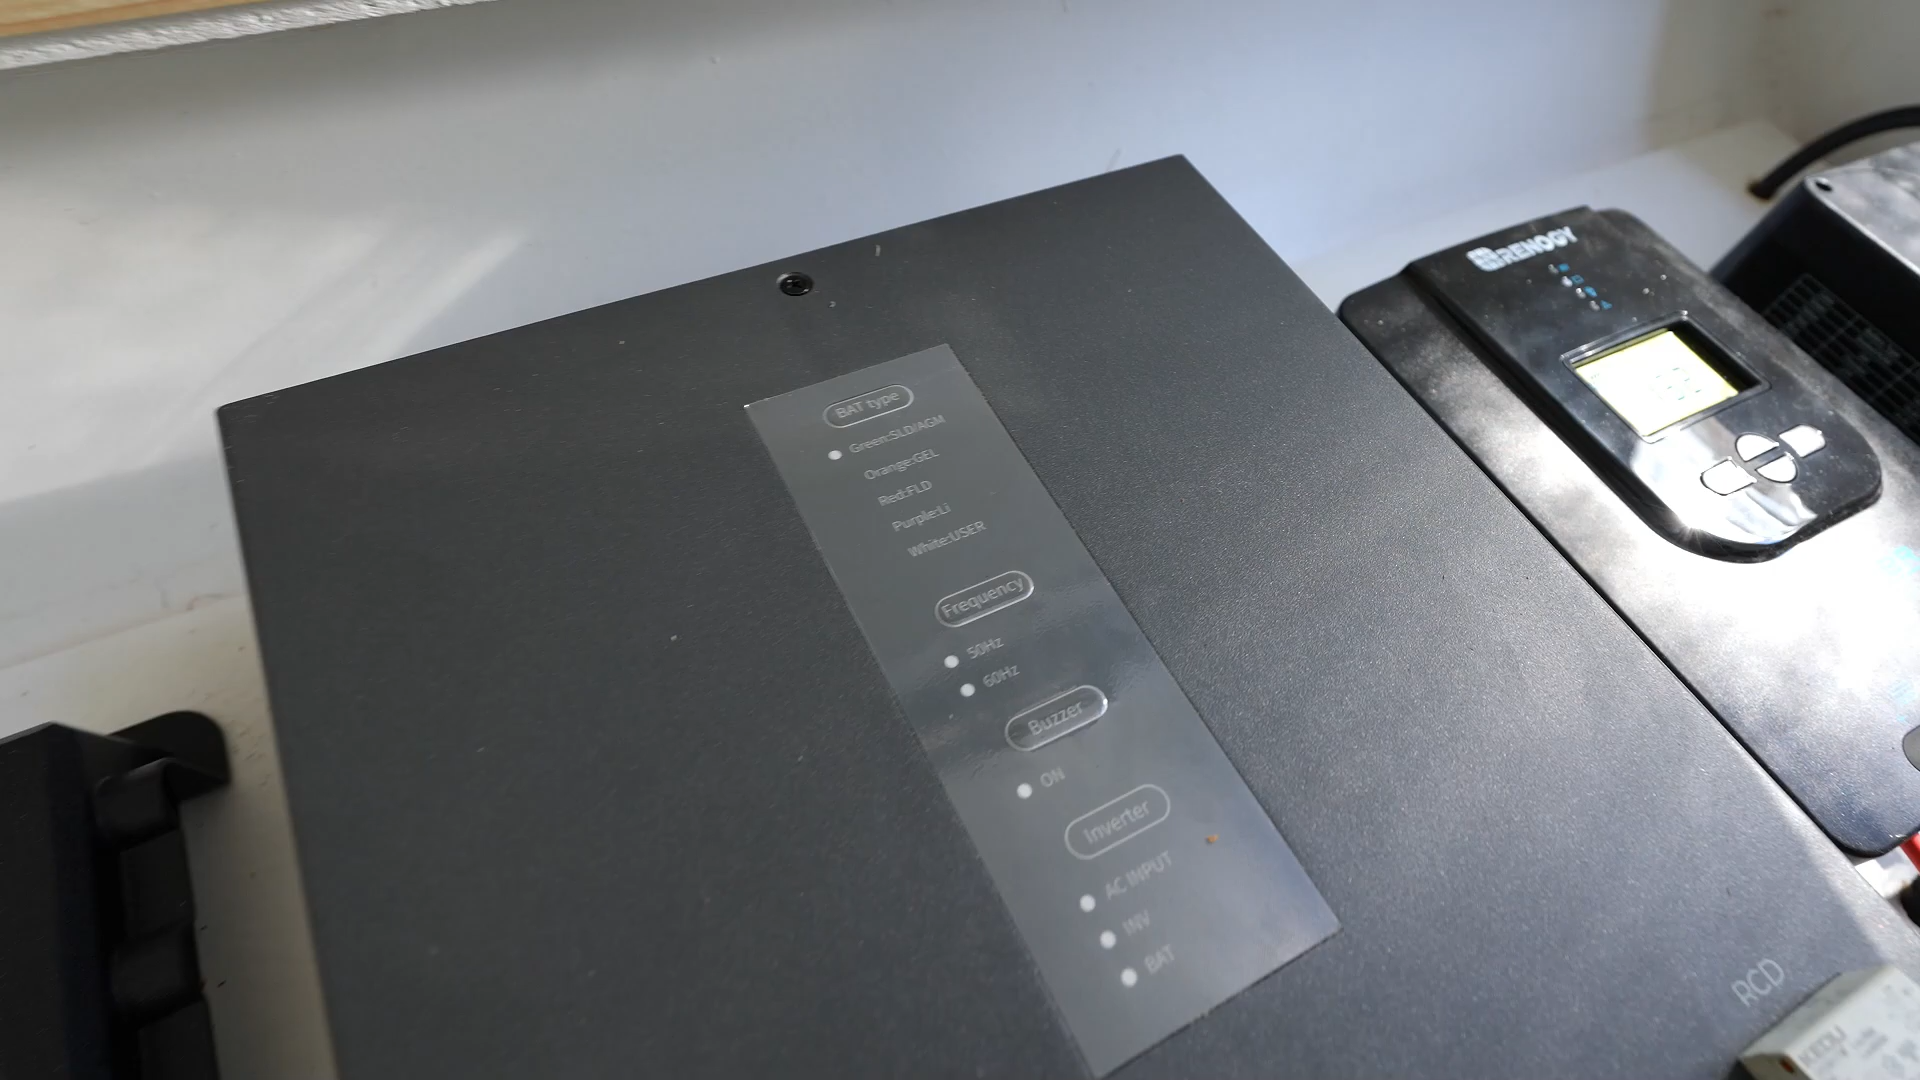 BAT type
Green:SLD/AGM
Orange:GEL
Red:FLD
Purple:Li
White:USER
Frequency
50Hz
60Hz
Buzzer
ON
Inverter
AC INPUT
INV
BAT
RCD
RENOGY
KEDU